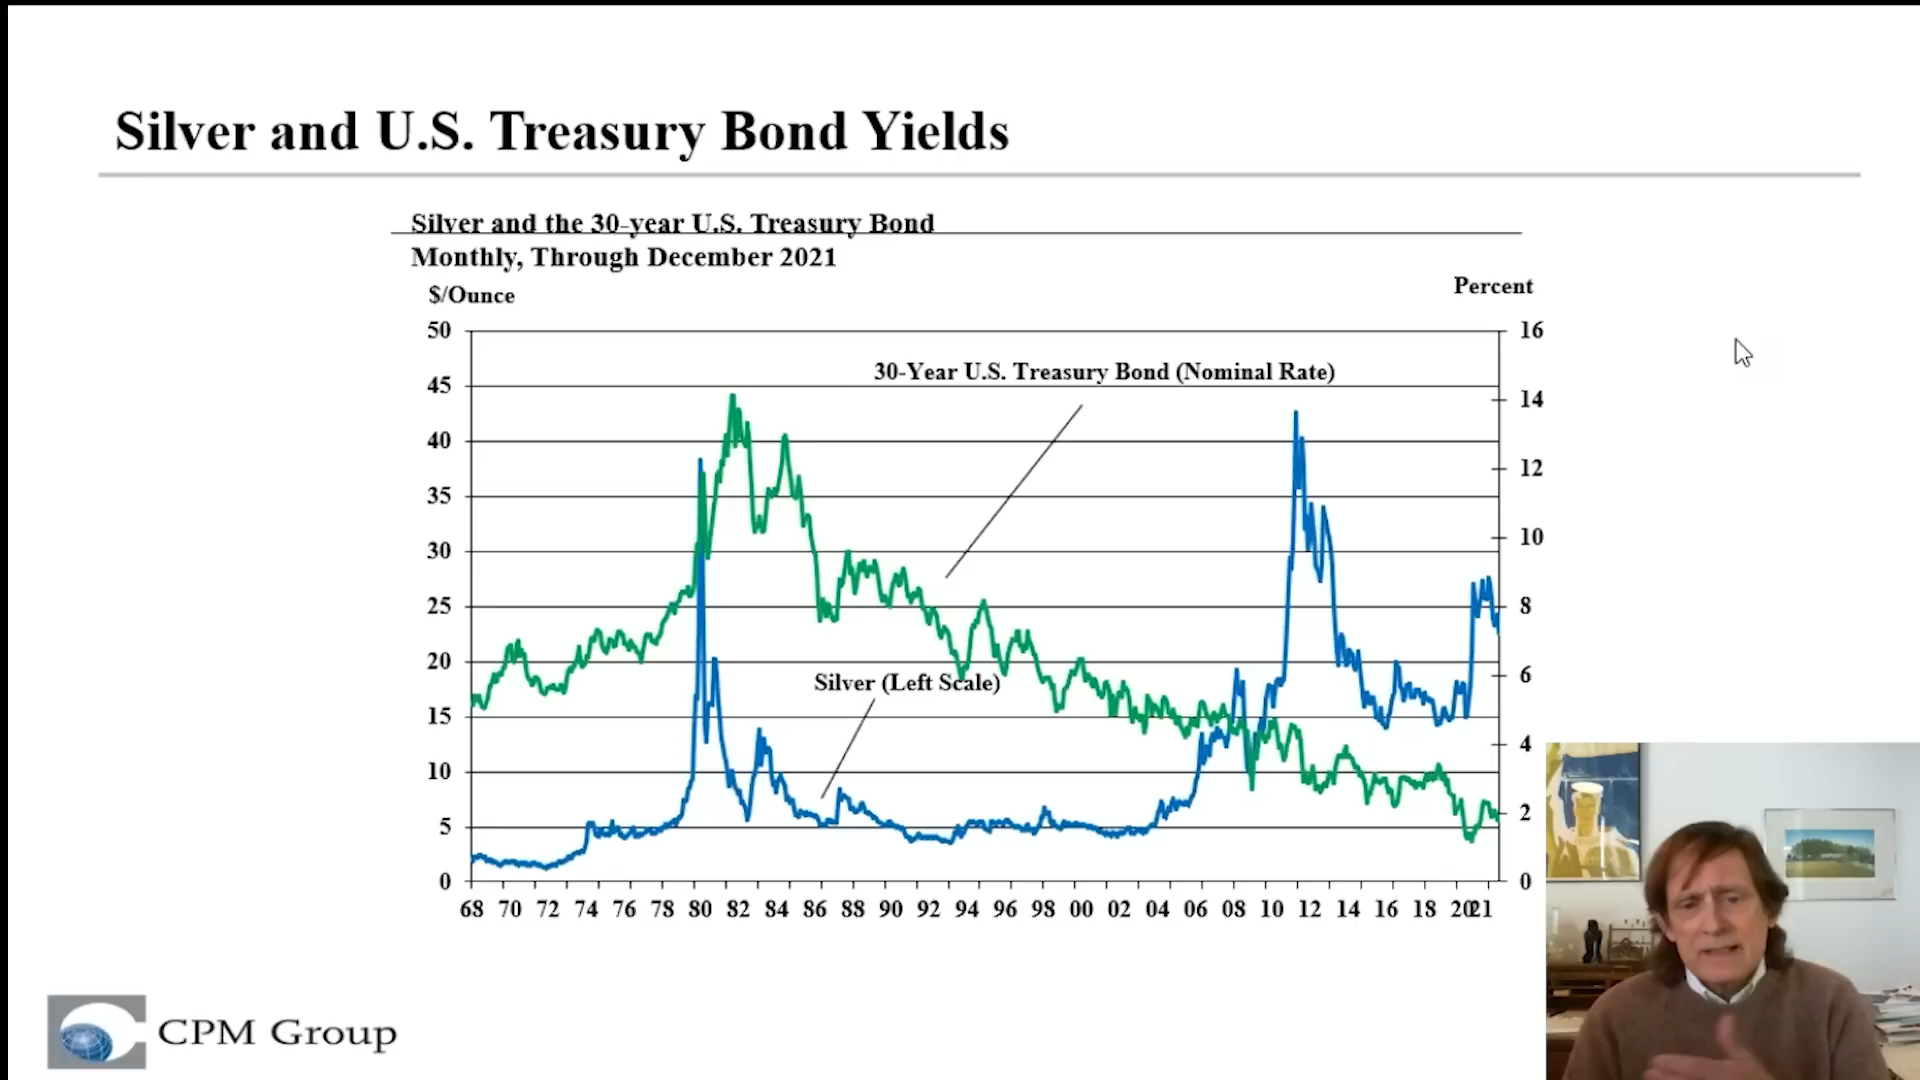 Silver and U.S. Treasury Bond Yields
Silver and the 30-year U.S. Treasury Bond
Monthly, Through December 2021
$/Ounce
Percent
50
45
40
35
30
25
20
15
10
5
0
16
14
12
10
8
6
4
2
0
30-Year U.S. Treasury Bond (Nominal Rate)
Silver (Left Scale)
68 70 72 74 76 78 80 82 84 86 88 90 92 94 96 98 00 02 04 06 08 10 12 14 16 18 20 21
CPM Group